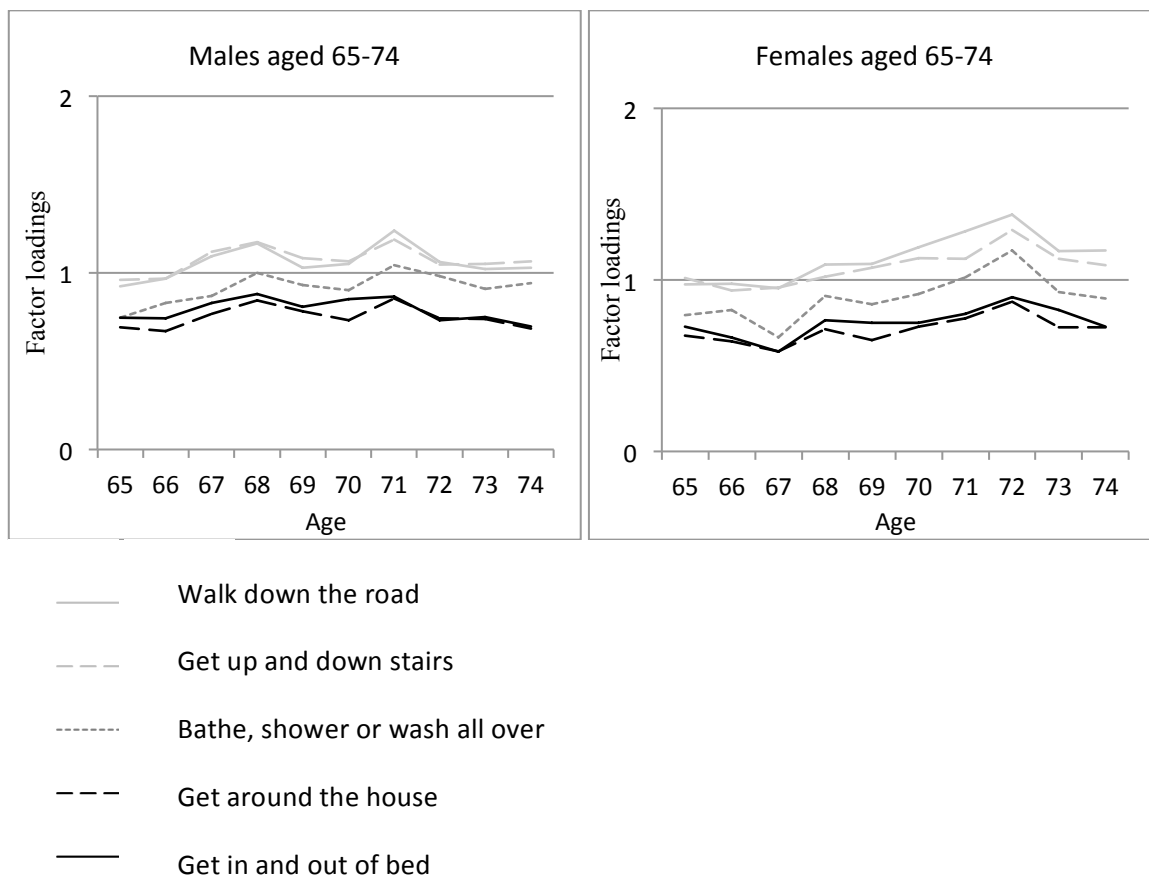 Males aged 65-74
2
1
0
Factor loadings
65 66 67 68 69 70 71 72 73 74
Age
Females aged 65-74
2
1
0
Factor loadings
65 66 67 68 69 70 71 72 73 74
Age
Walk down the road
Get up and down stairs
Bathe, shower or wash all over
Get around the house
Get in and out of bed